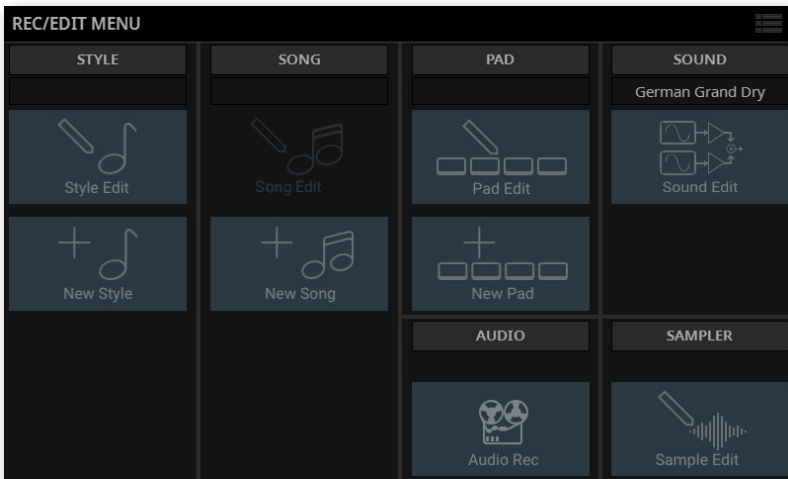 REC/EDIT MENU
STYLE
Style Edit
New Style
SONG
Song Edit
New Song
PAD
Pad Edit
New Pad
SOUND
German Grand Dry
Sound Edit
AUDIO
Audio Rec
SAMPLER
Sample Edit